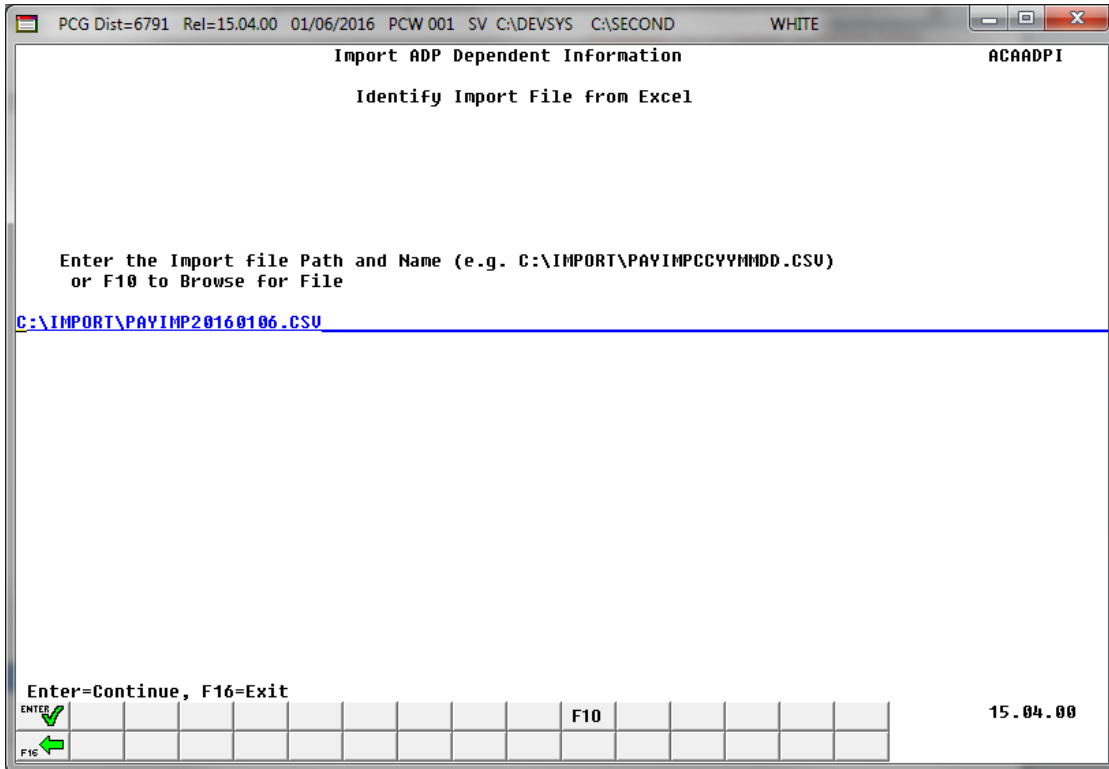 PCG Dist=6791 Rel=15.04.00 01/06/2016 PCW 001 SV C:\DEVSYS C:\SECOND WHITE
Import ADP Dependent Information ACAADPI
Identify Import File from Excel
Enter the Import file Path and Name (e.g. C:\IMPORT\PAYIMPCCYYMMDD.CSV)
or F10 to Browse for File
C:\IMPORT\PAYIMP20160106.CSV
Enter=Continue, F16=Exit
ENTER F10 15.04.00
F16